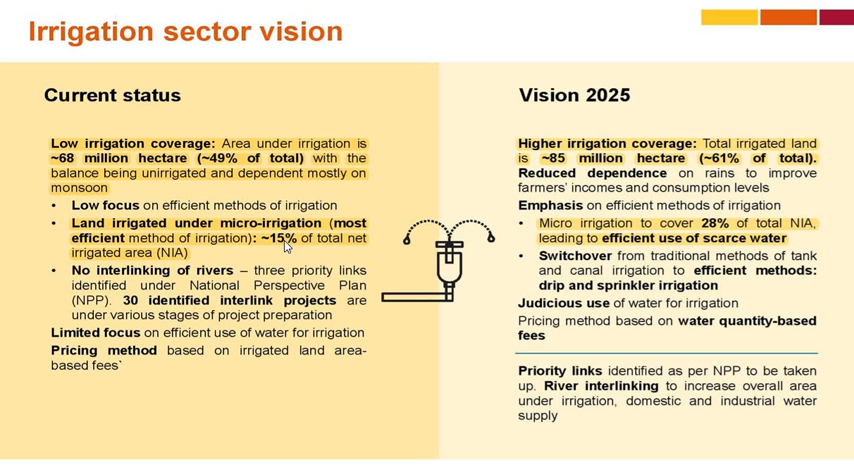 Irrigation sector vision
Current status
Low irrigation coverage: Area under irrigation is
~68 million hectare (~49% of total) with the
balance being unirrigated and dependent mostly on
monsoon
• Low focus on efficient methods of irrigation
• Land irrigated under micro-irrigation (most
efficient method of irrigation): ~15% of total net
irrigated area (NIA)
• No interlinking of rivers – three priority links
identified under National Perspective Plan
(NPP). 30 identified interlink projects are
under various stages of project preparation
Limited focus on efficient use of water for irrigation
Pricing method based on irrigated land area-
based fees`
Vision 2025
Higher irrigation coverage: Total irrigated land
is ~85 million hectare (~61% of total).
Reduced dependence on rains to improve
farmers' incomes and consumption levels
Emphasis on efficient methods of irrigation
• Micro irrigation to cover 28% of total NIA,
leading to efficient use of scarce water
• Switchover from traditional methods of tank
and canal irrigation to efficient methods:
drip and sprinkler irrigation
Judicious use of water for irrigation
Pricing method based on water quantity-based
fees
Priority links identified as per NPP to be taken
up. River interlinking to increase overall area
under irrigation, domestic and industrial water
supply